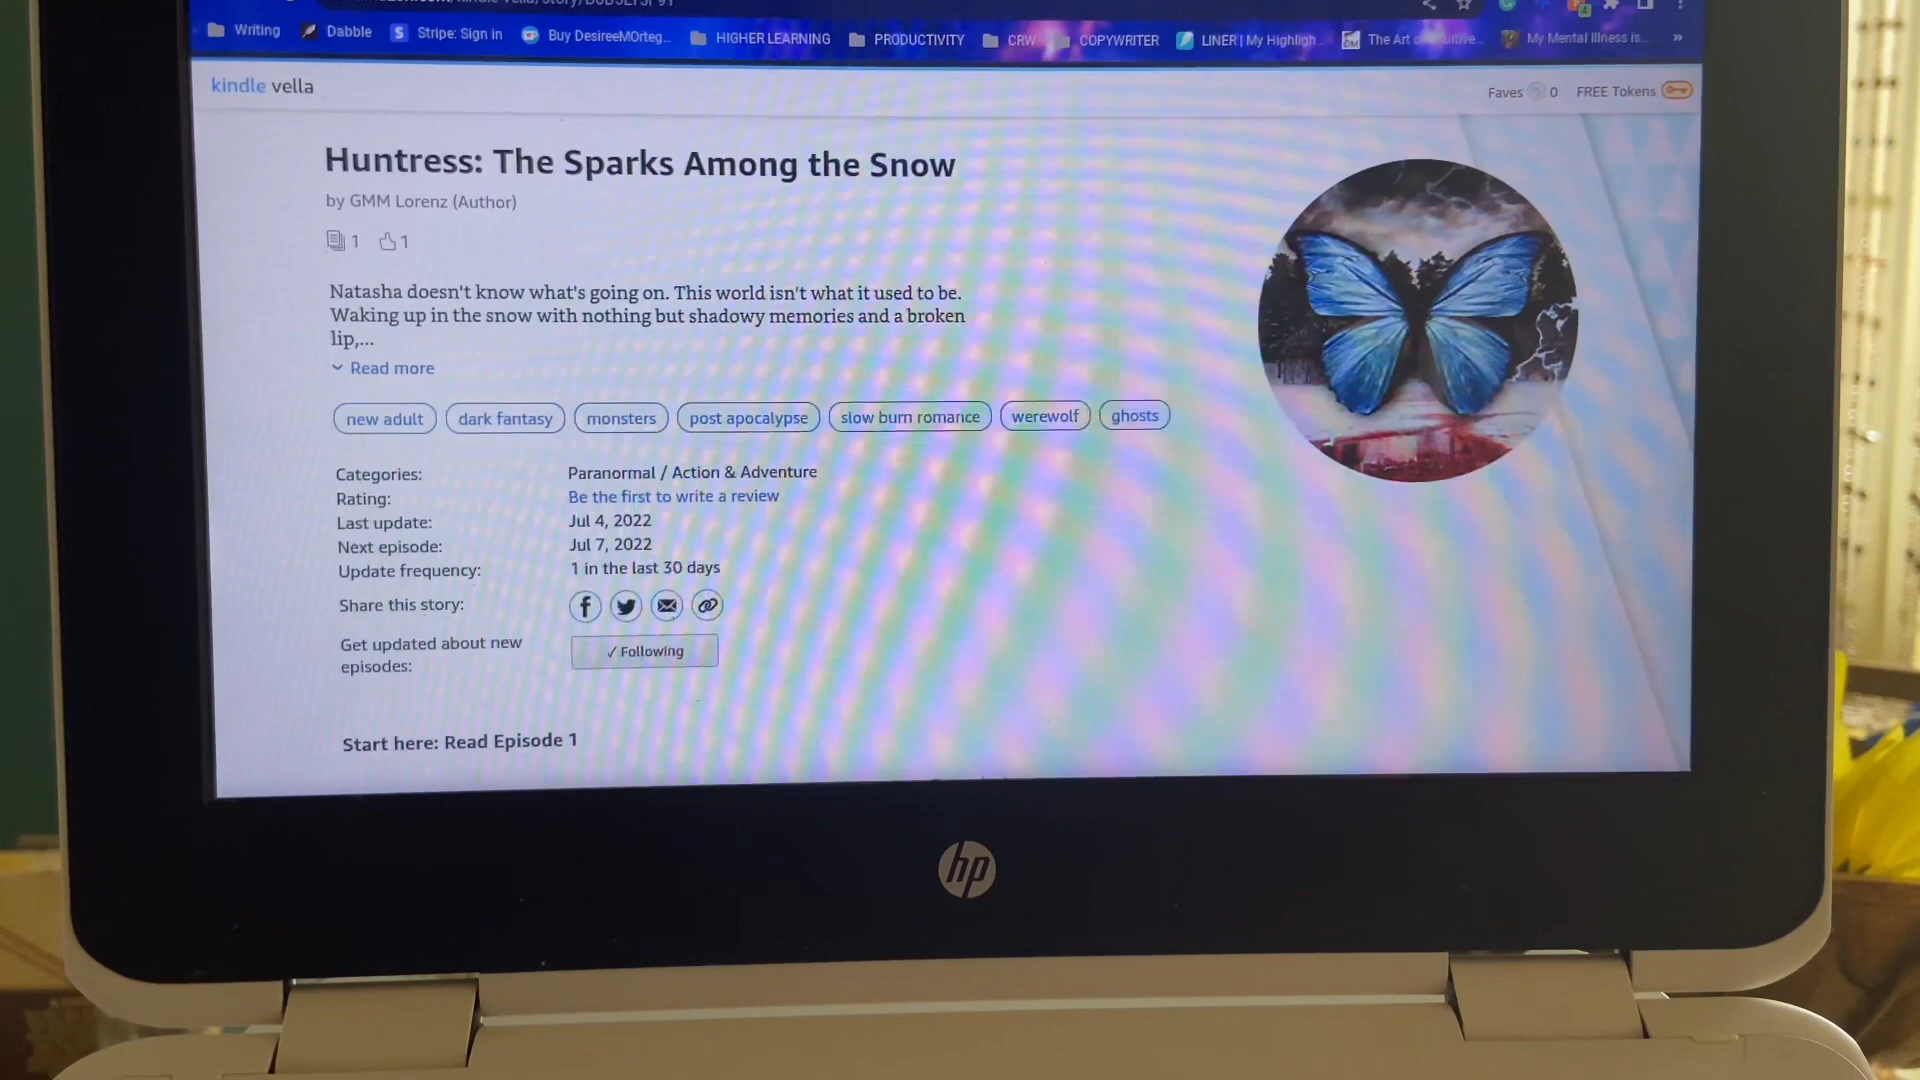 Writing Dabble Stripe: Sign in Buy DesireeMOrteg... HIGHER LEARNING PRODUCTIVITY CRW COPYWRITER LINER | My Highligh... The Art My Mental Illness is... »
kindle vella
Faves 0 FREE Tokens
Huntress: The Sparks Among the Snow
by GMM Lorenz (Author)
1 1
Natasha doesn't know what's going on. This world isn't what it used to be.
Waking up in the snow with nothing but shadowy memories and a broken
lip,...
Read more
new adult dark fantasy monsters post apocalypse slow burn romance werewolf ghosts
Categories: Paranormal / Action & Adventure
Rating: Be the first to write a review
Last update: Jul 4, 2022
Next episode: Jul 7, 2022
Update frequency: 1 in the last 30 days
Share this story:
Get updated about new
episodes:
✓ Following
Start here: Read Episode 1
hp